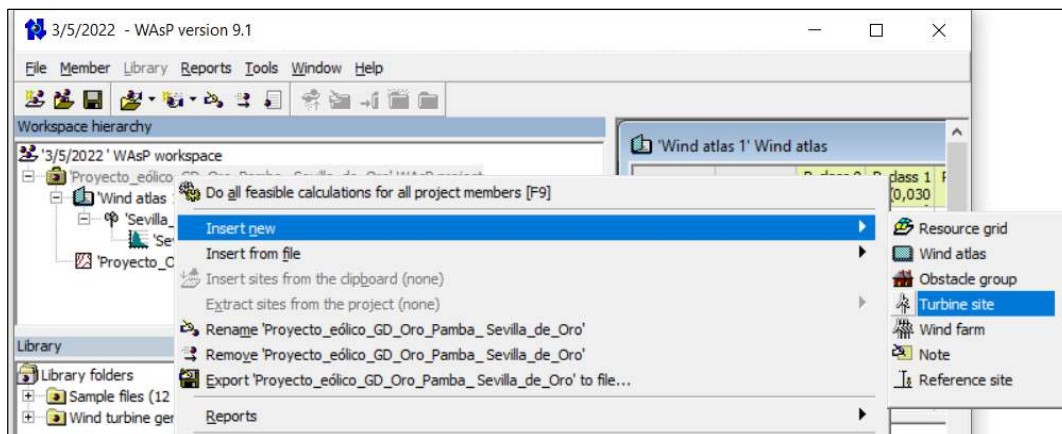 3/5/2022 - WAsP version 9.1
File Member Library Reports Tools Window Help
Workspace hierarchy
'3/5/2022 ' WAsP workspace
'Proyecto_eólico_GD_Oro_Pamba_ Sevilla_de_Oro' WAsP project
'Wind atlas
'Sevilla_
'Se
'Proyecto_O
Library
Library folders
Sample files (12
Wind turbine ger
Do all feasible calculations for all project members [F9]
Insert new
Insert from file
Insert sites from the clipboard (none)
Extract sites from the project (none)
Rename 'Proyecto_eólico_GD_Oro_Pamba_ Sevilla_de_Oro'
Remove 'Proyecto_eólico_GD_Oro_Pamba_ Sevilla_de_Oro'
Export 'Proyecto_eólico_GD_Oro_Pamba_ Sevilla_de_Oro' to file...
Reports
'Wind atlas 1' Wind atlas
class 1
0,030
Resource grid
Wind atlas
Obstacle group
Turbine site
Wind farm
Note
Reference site